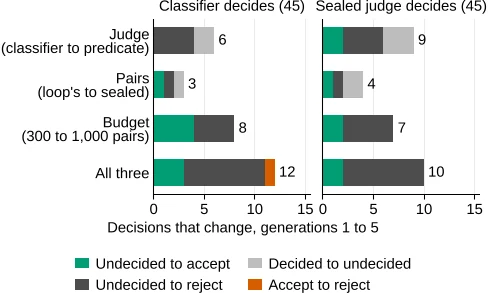 Classifier decides (45) Sealed judge decides (45)
Judge
(classifier to predicate)
6
9
Pairs
(loop's to sealed)
3
4
Budget
(300 to 1,000 pairs)
8
7
All three
12
10
0 5 10 15 0 5 10 15
Decisions that change, generations 1 to 5
Undecided to accept Decided to undecided
Undecided to reject Accept to reject